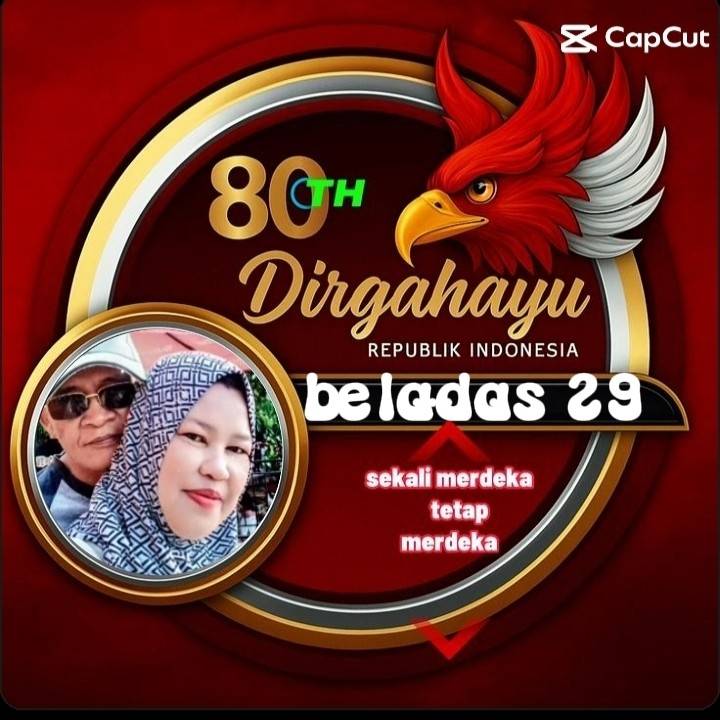 CapCut
80TH
Dirgahayu
REPUBLIK INDONESIA
beladas 29
sekali merdeka
tetap
merdeka